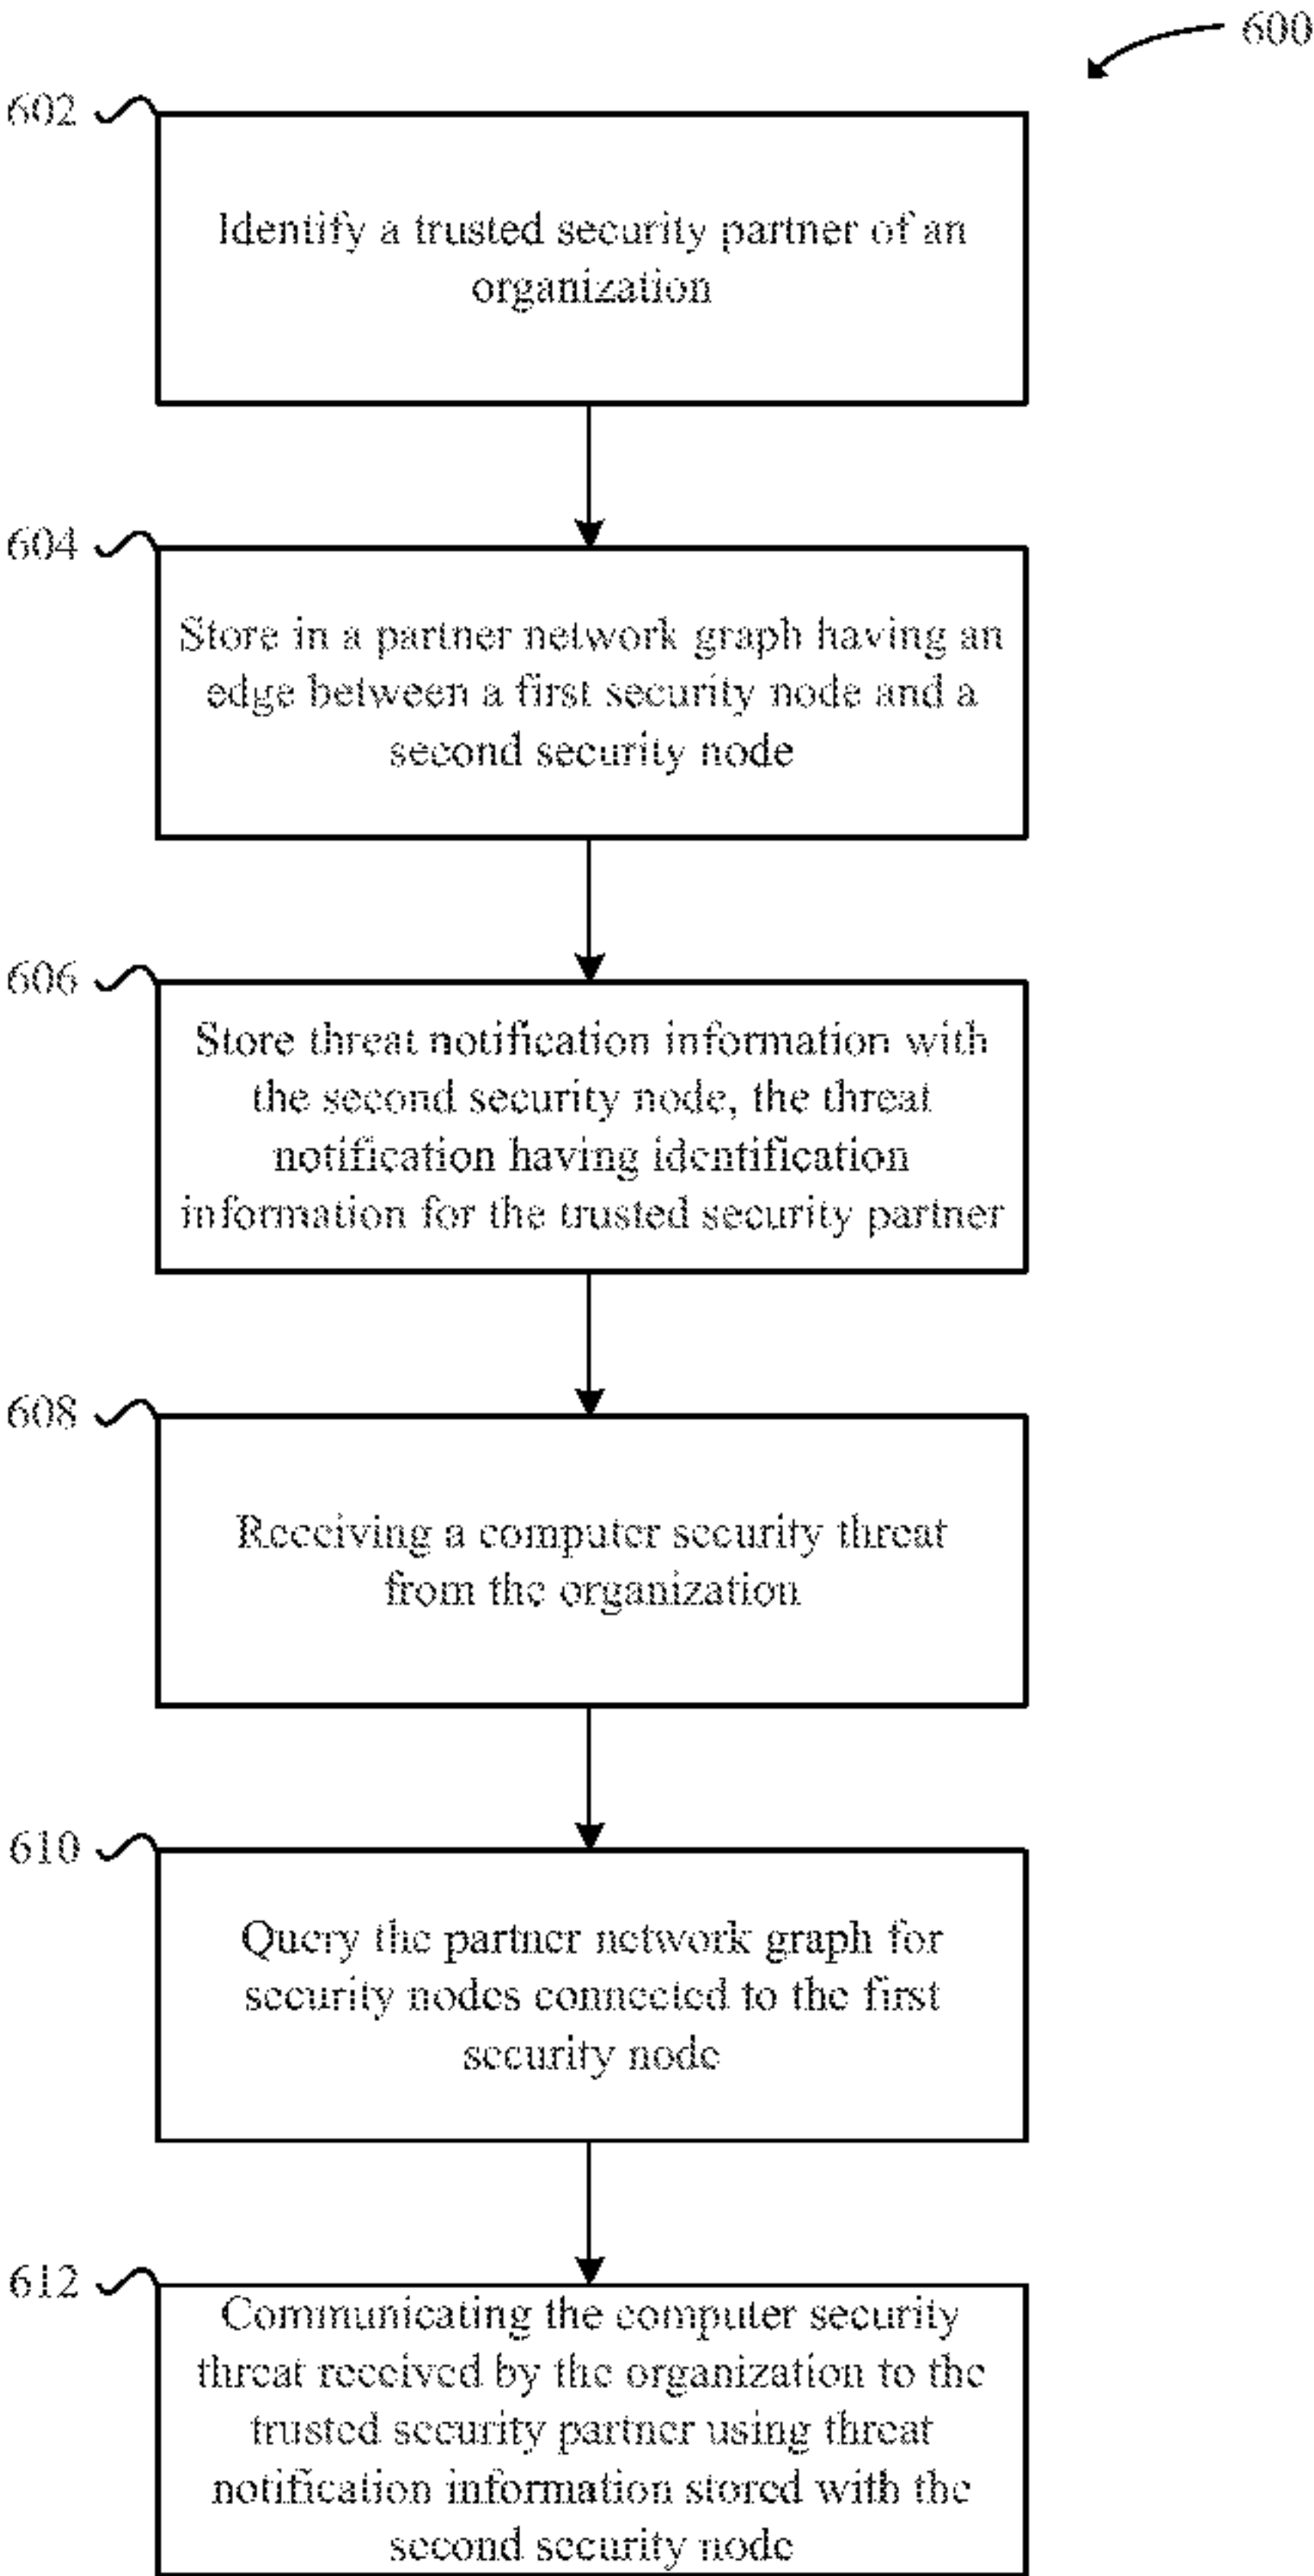 600
602
Identify a trusted security partner of an
organization
604
Store in a partner network graph having an
edge between a first security node and a
second security node
606
Store threat notification information with
the second security node, the threat
notification having identification
information for the trusted security partner
608
Receiving a computer security threat
from the organization
610
Query the partner network graph for
security nodes connected to the first
security node
612
Communicating the computer security
threat received by the organization to the
trusted security partner using threat
notification information stored with the
second security node